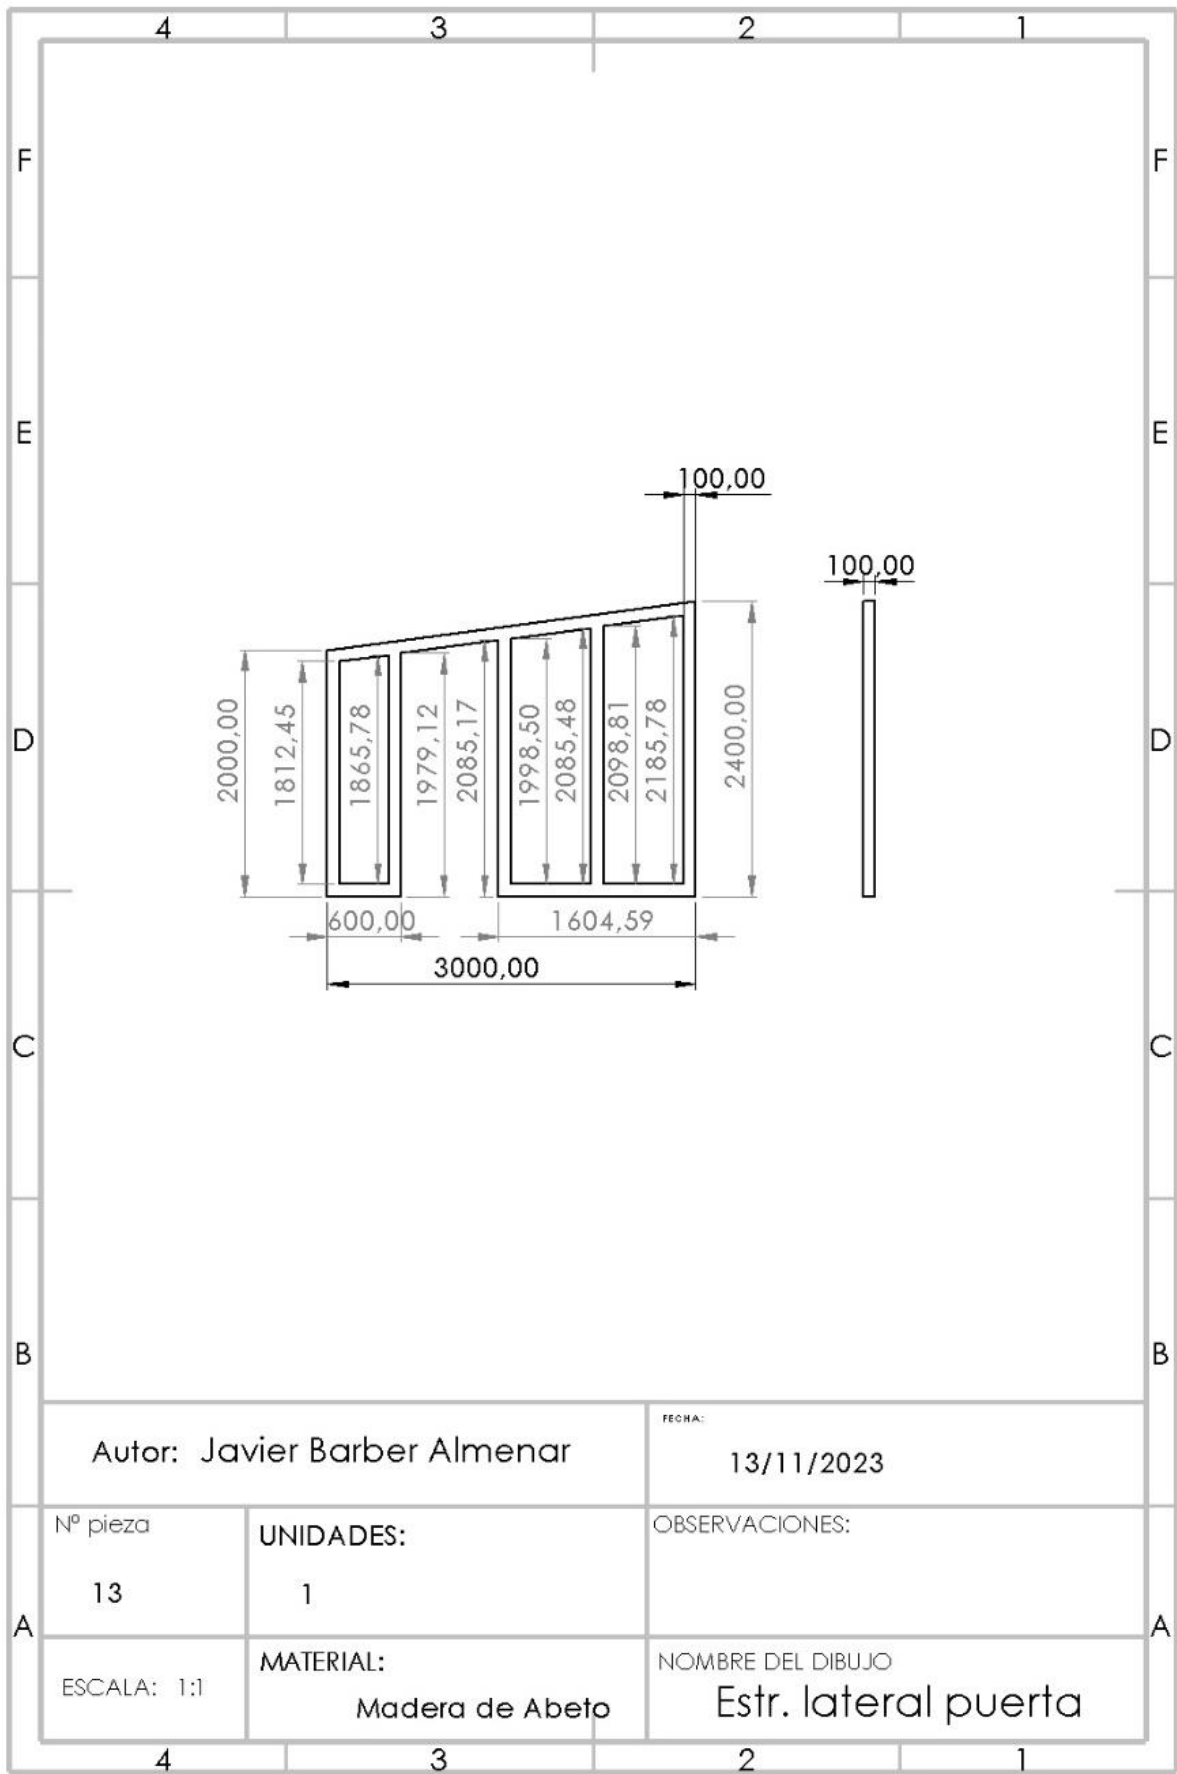 4 3 2 1
F F
E E
100,00
100,00
D D
2000,00
1812,45
1865,78
1979,12
2085,17
1998,50
2085,48
2098,81
2185,78
2400,00
600,00
1604,59
3000,00
C C
B B
Autor: Javier Barber Almenar
FECHA:
13/11/2023
Nº pieza
13
UNIDADES:
1
OBSERVACIONES:
A A
ESCALA: 1:1
MATERIAL:
Madera de Abeto
NOMBRE DEL DIBUJO
Estr. lateral puerta
4 3 2 1